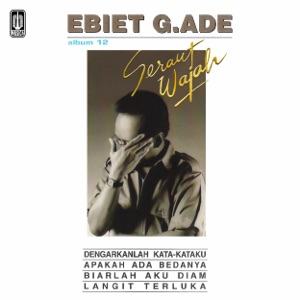 EBIET G.ADE
album 12
Seraut
Wajah
DENGARKANLAH KATA-KATAKU
APAKAH ADA BEDANYA
BIARLAH AKU DIAM
LANGIT TERLUKA